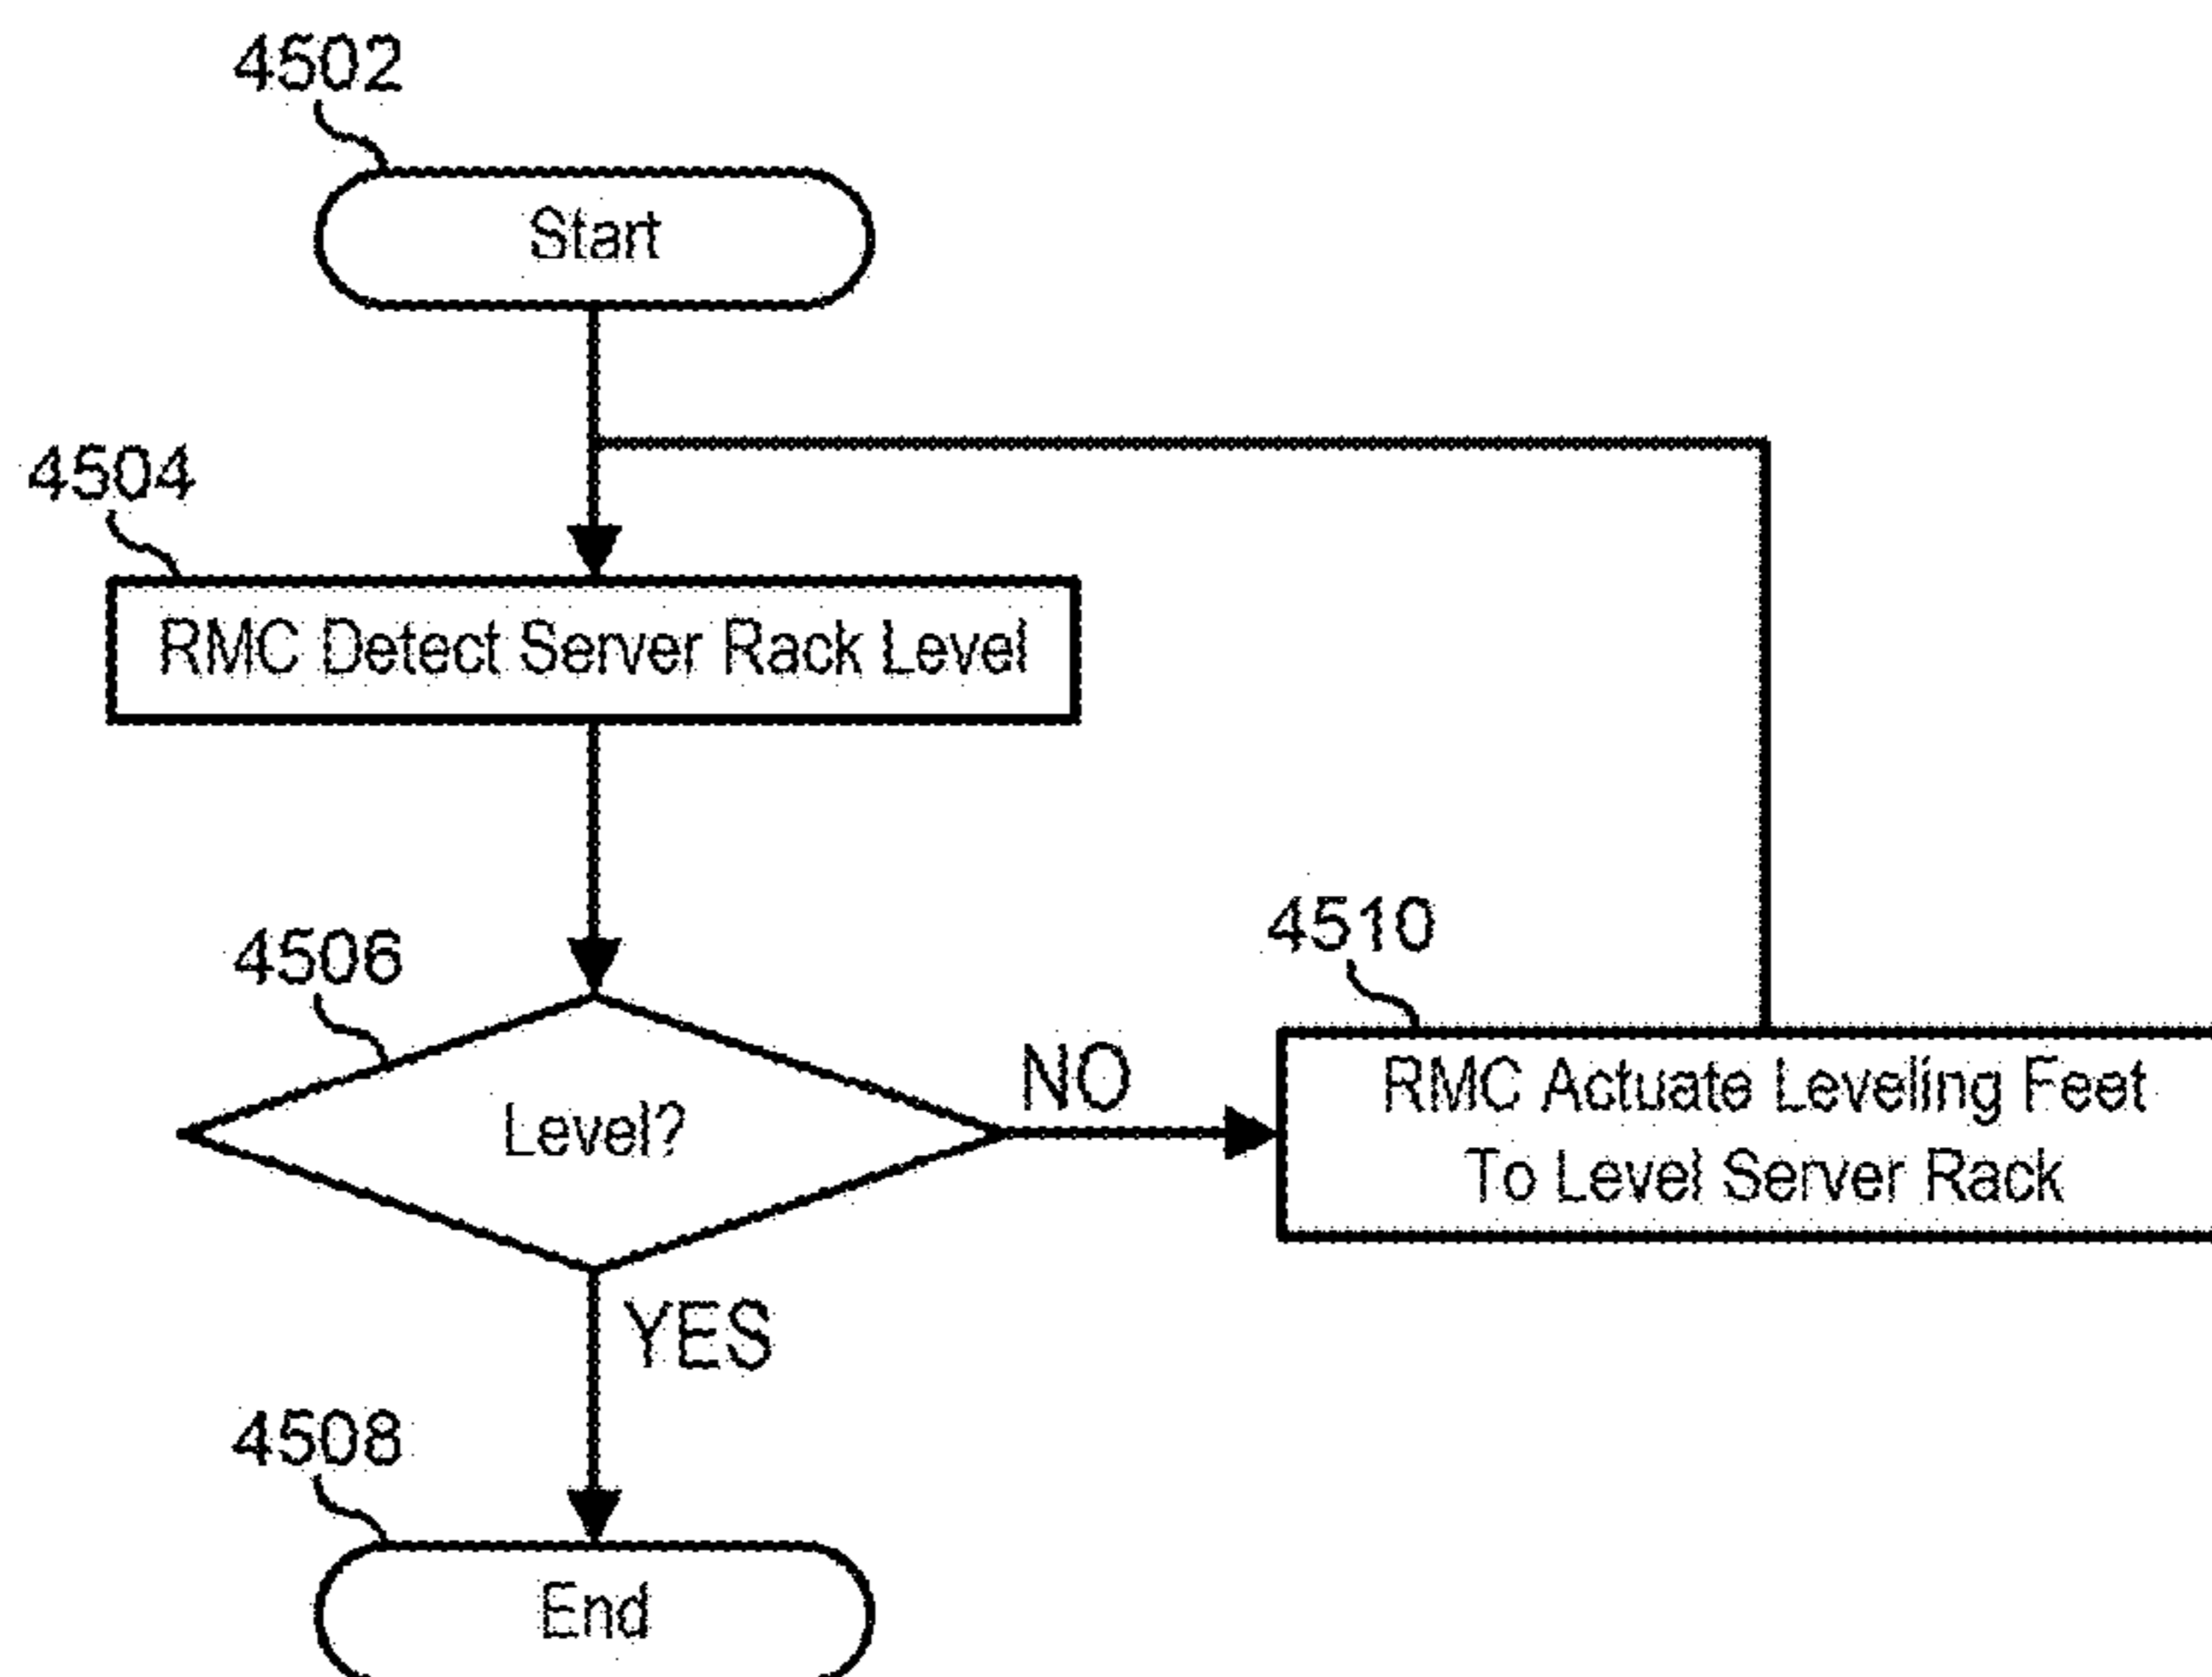 4502
Start
4504
RMC Detect Server Rack Level
4506
Level?
NO
4510
RMC Actuate Leveling Feet
To Level Server Rack
YES
4508
End